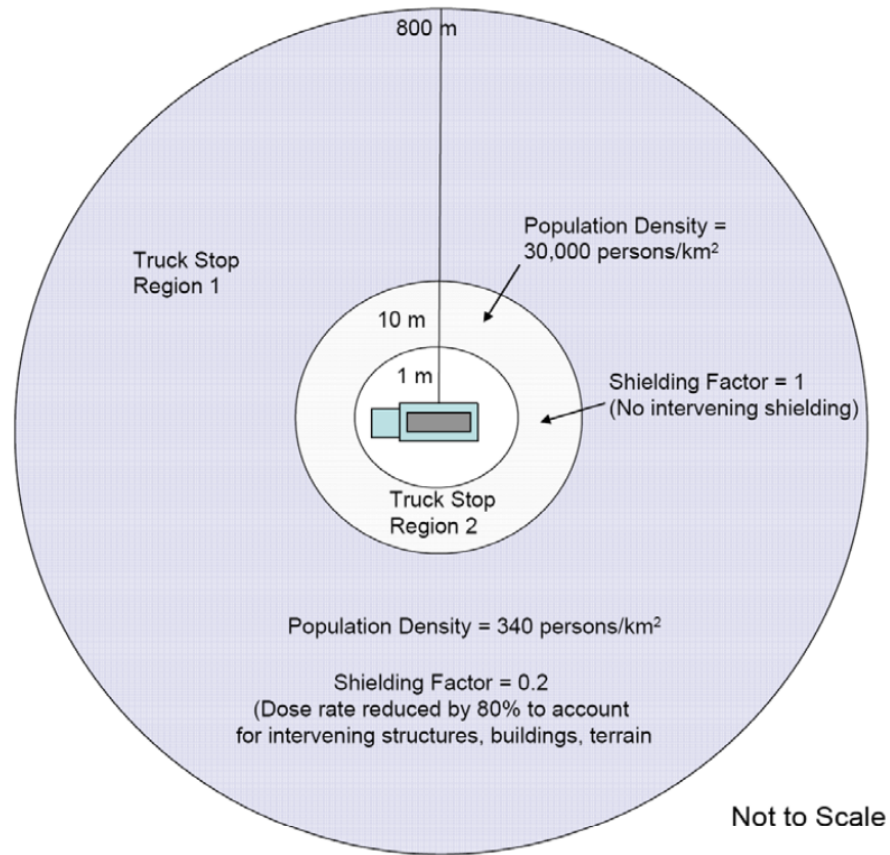 800 m
Population Density =
30,000 persons/km²
Truck Stop
Region 1
10 m
1 m
Shielding Factor = 1
(No intervening shielding)
Truck Stop
Region 2
Population Density = 340 persons/km²
Shielding Factor = 0.2
(Dose rate reduced by 80% to account
for intervening structures, buildings, terrain
Not to Scale